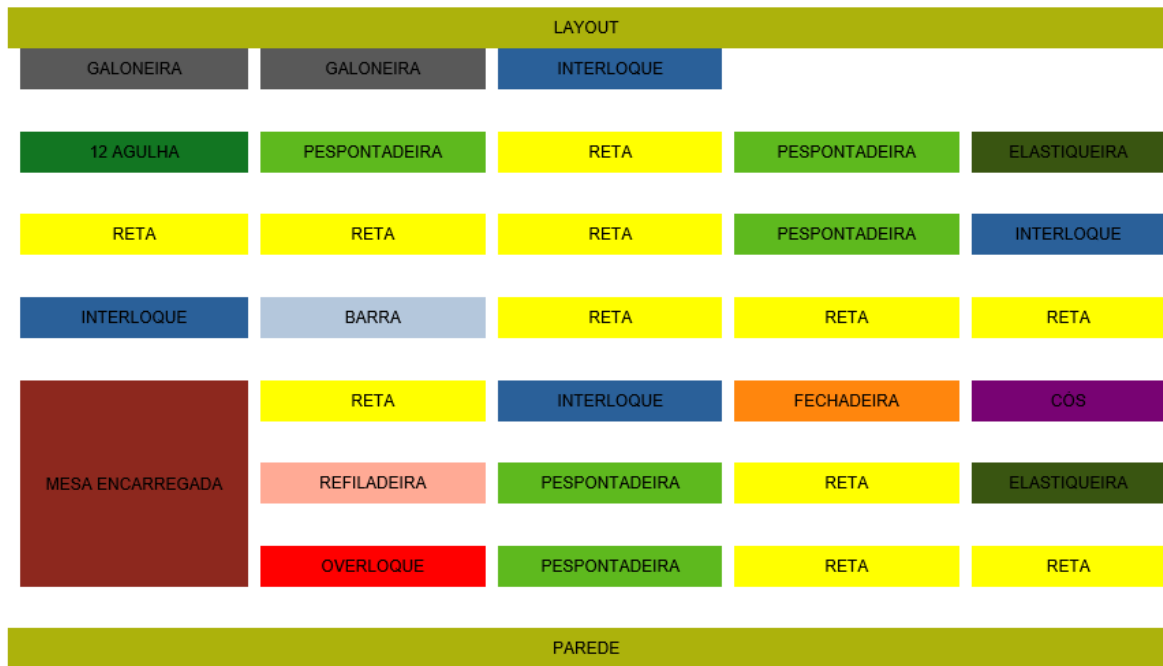 LAYOUT
GALONEIRA GALONEIRA INTERLOQUE
12 AGULHA PESPONTADEIRA RETA PESPONTADEIRA ELASTIQUEIRA
RETA RETA RETA PESPONTADEIRA INTERLOQUE
INTERLOQUE BARRA RETA RETA RETA
RETA INTERLOQUE FECHADEIRA CÓS
MESA ENCARREGADA REFILADEIRA PESPONTADEIRA RETA ELASTIQUEIRA
OVERLOQUE PESPONTADEIRA RETA RETA
PAREDE